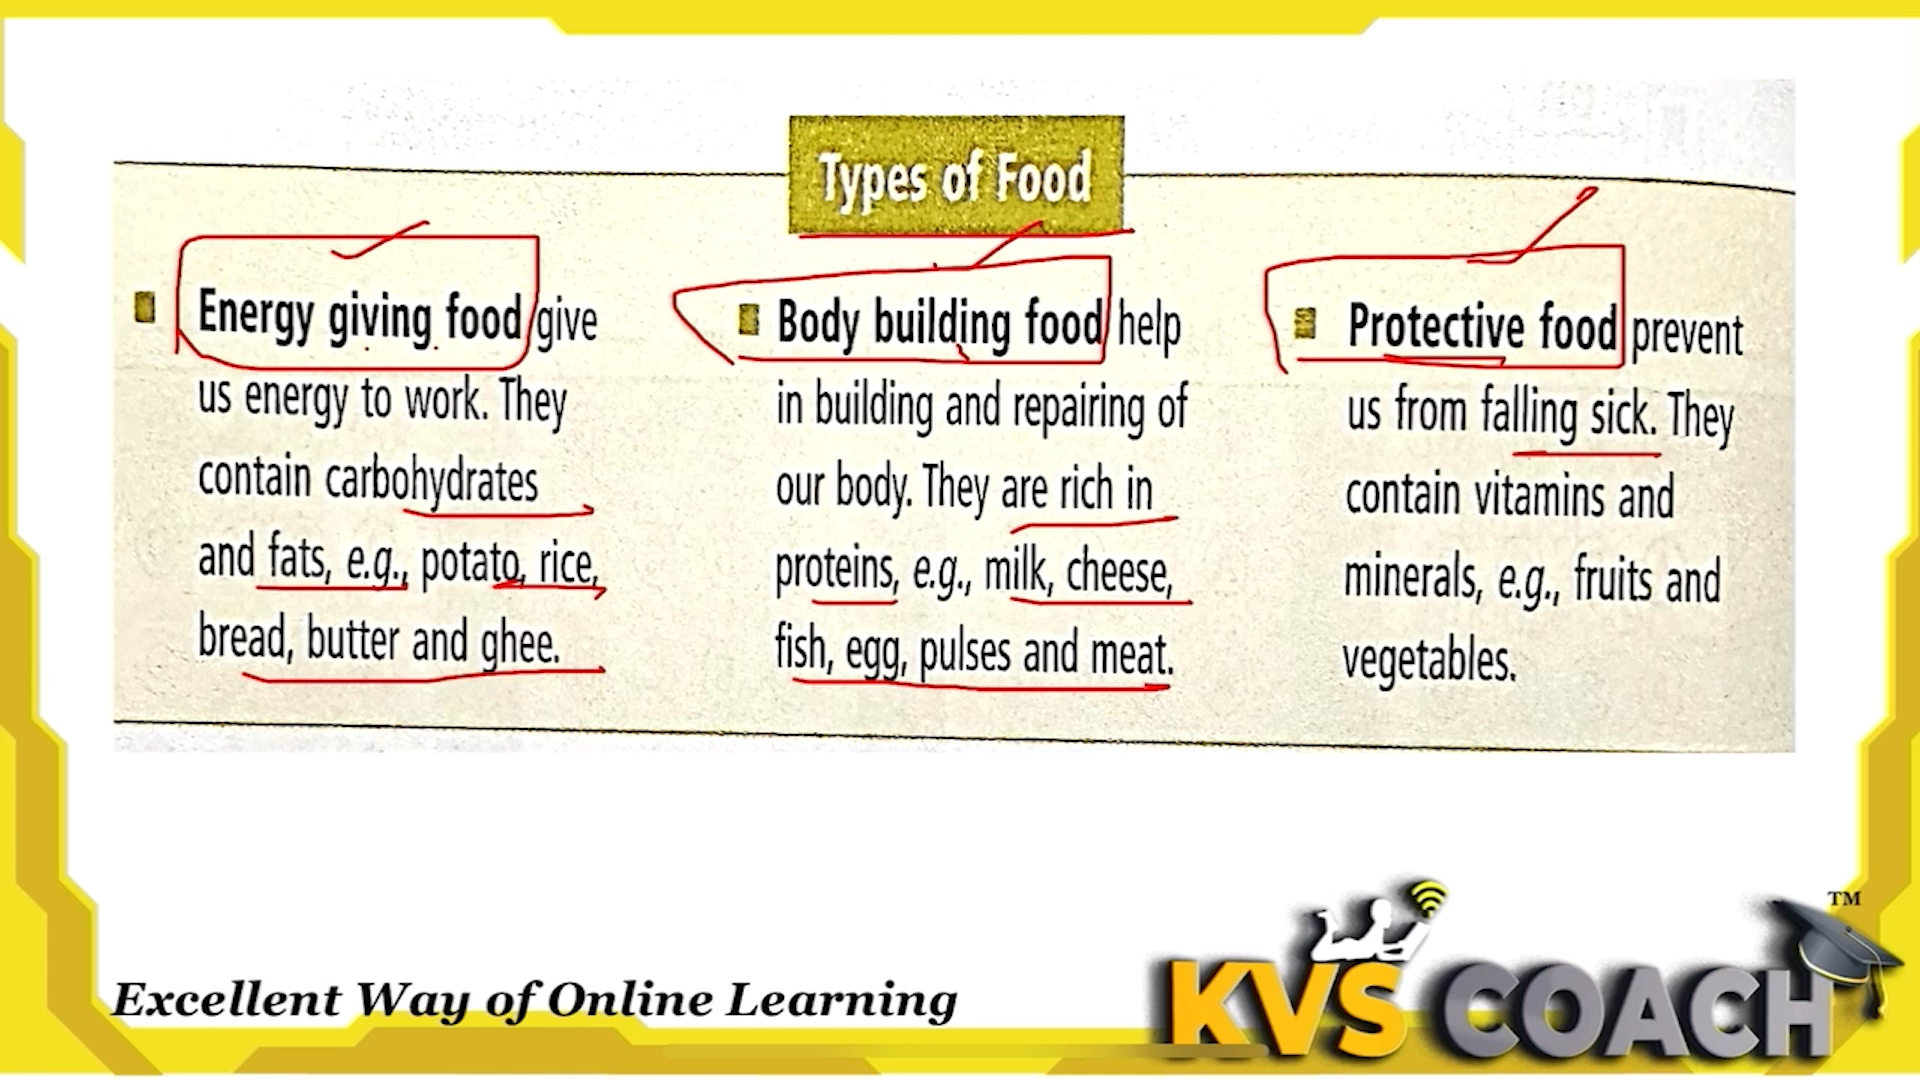 Types of Food
Energy giving food give
us energy to work. They
contain carbohydrates
and fats, e.g., potato, rice,
bread, butter and ghee.
Body building food help
in building and repairing of
our body. They are rich in
proteins, e.g., milk, cheese,
fish, egg, pulses and meat.
Protective food prevent
us from falling sick. They
contain vitamins and
minerals, e.g., fruits and
vegetables.
Excellent Way of Online Learning
KVS COACH TM